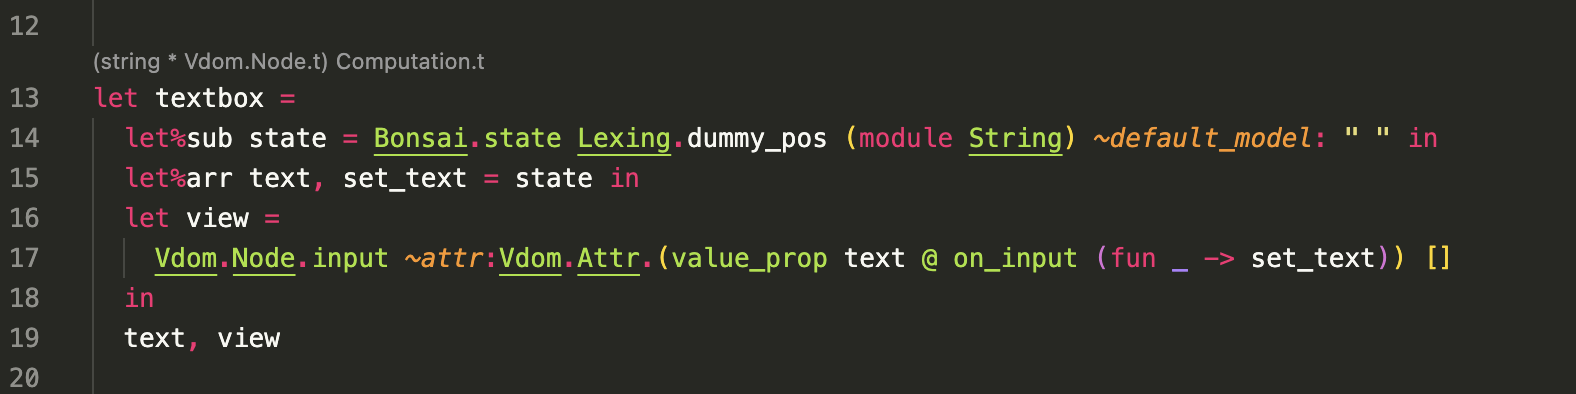 12
(string * Vdom.Node.t) Computation.t
13 let textbox =
14 let%sub state = Bonsai.state Lexing.dummy_pos (module String) ~default_model: " " in
15 let%arr text, set_text = state in
16 let view =
17 Vdom.Node.input ~attr:Vdom.Attr.(value_prop text @ on_input (fun _ -> set_text)) []
18 in
19 text, view
20